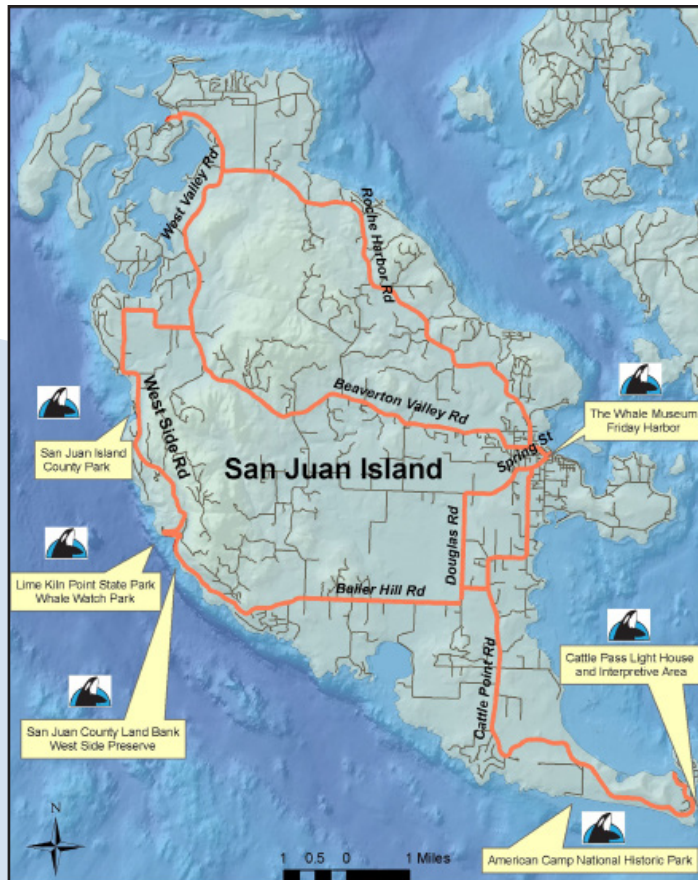 West Valley Rd
Roche Harbor Rd
Beaverton Valley Rd
The Whale Museum
Friday Harbor
West Side Rd
San Juan Island
County Park
San Juan Island
Spring St
Douglas Rd
Lime Kiln Point State Park
Whale Watch Park
Bailer Hill Rd
Cattle Point Rd
Cattle Pass Light House
and Interpretive Area
San Juan County Land Bank
West Side Preserve
N
1 0.5 0 1 Miles
American Camp National Historic Park